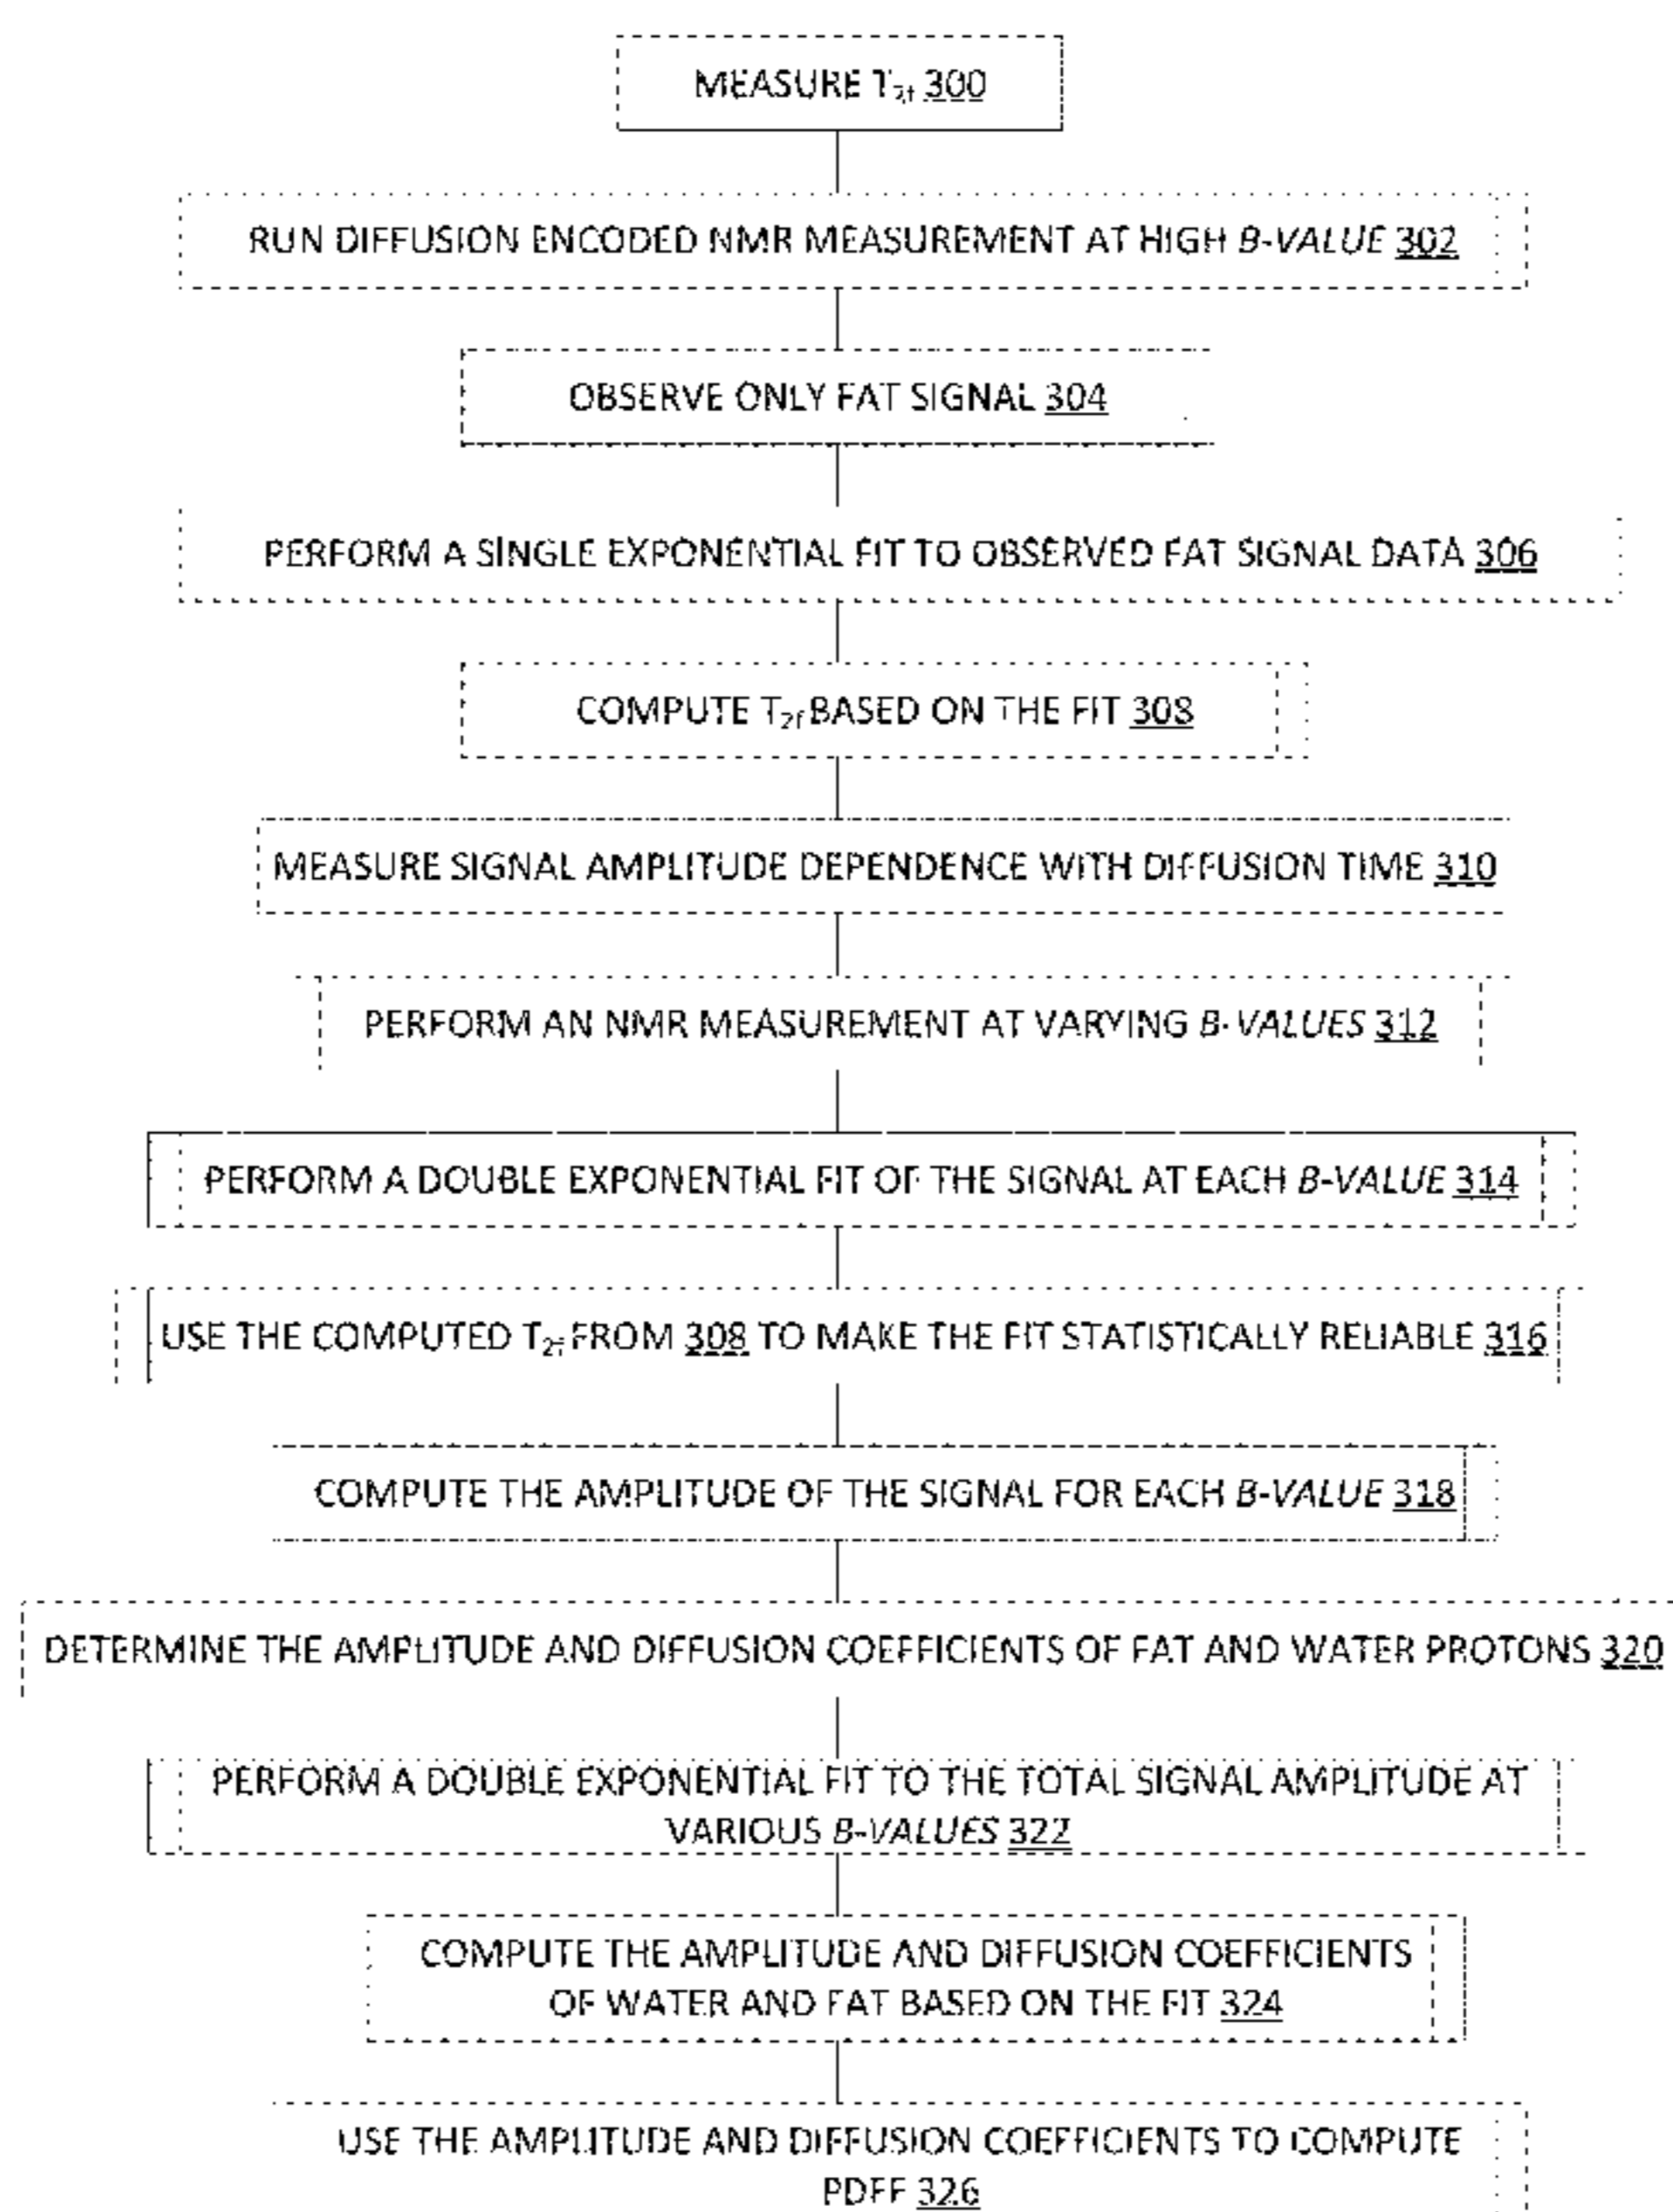 MEASURE T2f 300
RUN DIFFUSION ENCODED NMR MEASUREMENT AT HIGH B-VALUE 302
OBSERVE ONLY FAT SIGNAL 304
PERFORM A SINGLE EXPONENTIAL FIT TO OBSERVED FAT SIGNAL DATA 306
COMPUTE T2f BASED ON THE FIT 308
MEASURE SIGNAL AMPLITUDE DEPENDENCE WITH DIFFUSION TIME 310
PERFORM AN NMR MEASUREMENT AT VARYING B-VALUES 312
PERFORM A DOUBLE EXPONENTIAL FIT OF THE SIGNAL AT EACH B-VALUE 314
USE THE COMPUTED T2f FROM 308 TO MAKE THE FIT STATISTICALLY RELIABLE 316
COMPUTE THE AMPLITUDE OF THE SIGNAL FOR EACH B-VALUE 318
DETERMINE THE AMPLITUDE AND DIFFUSION COEFFICIENTS OF FAT AND WATER PROTONS 320
PERFORM A DOUBLE EXPONENTIAL FIT TO THE TOTAL SIGNAL AMPLITUDE AT
VARIOUS B-VALUES 322
COMPUTE THE AMPLITUDE AND DIFFUSION COEFFICIENTS
OF WATER AND FAT BASED ON THE FIT 324
USE THE AMPLITUDE AND DIFFUSION COEFFICIENTS TO COMPUTE
PDFF 326